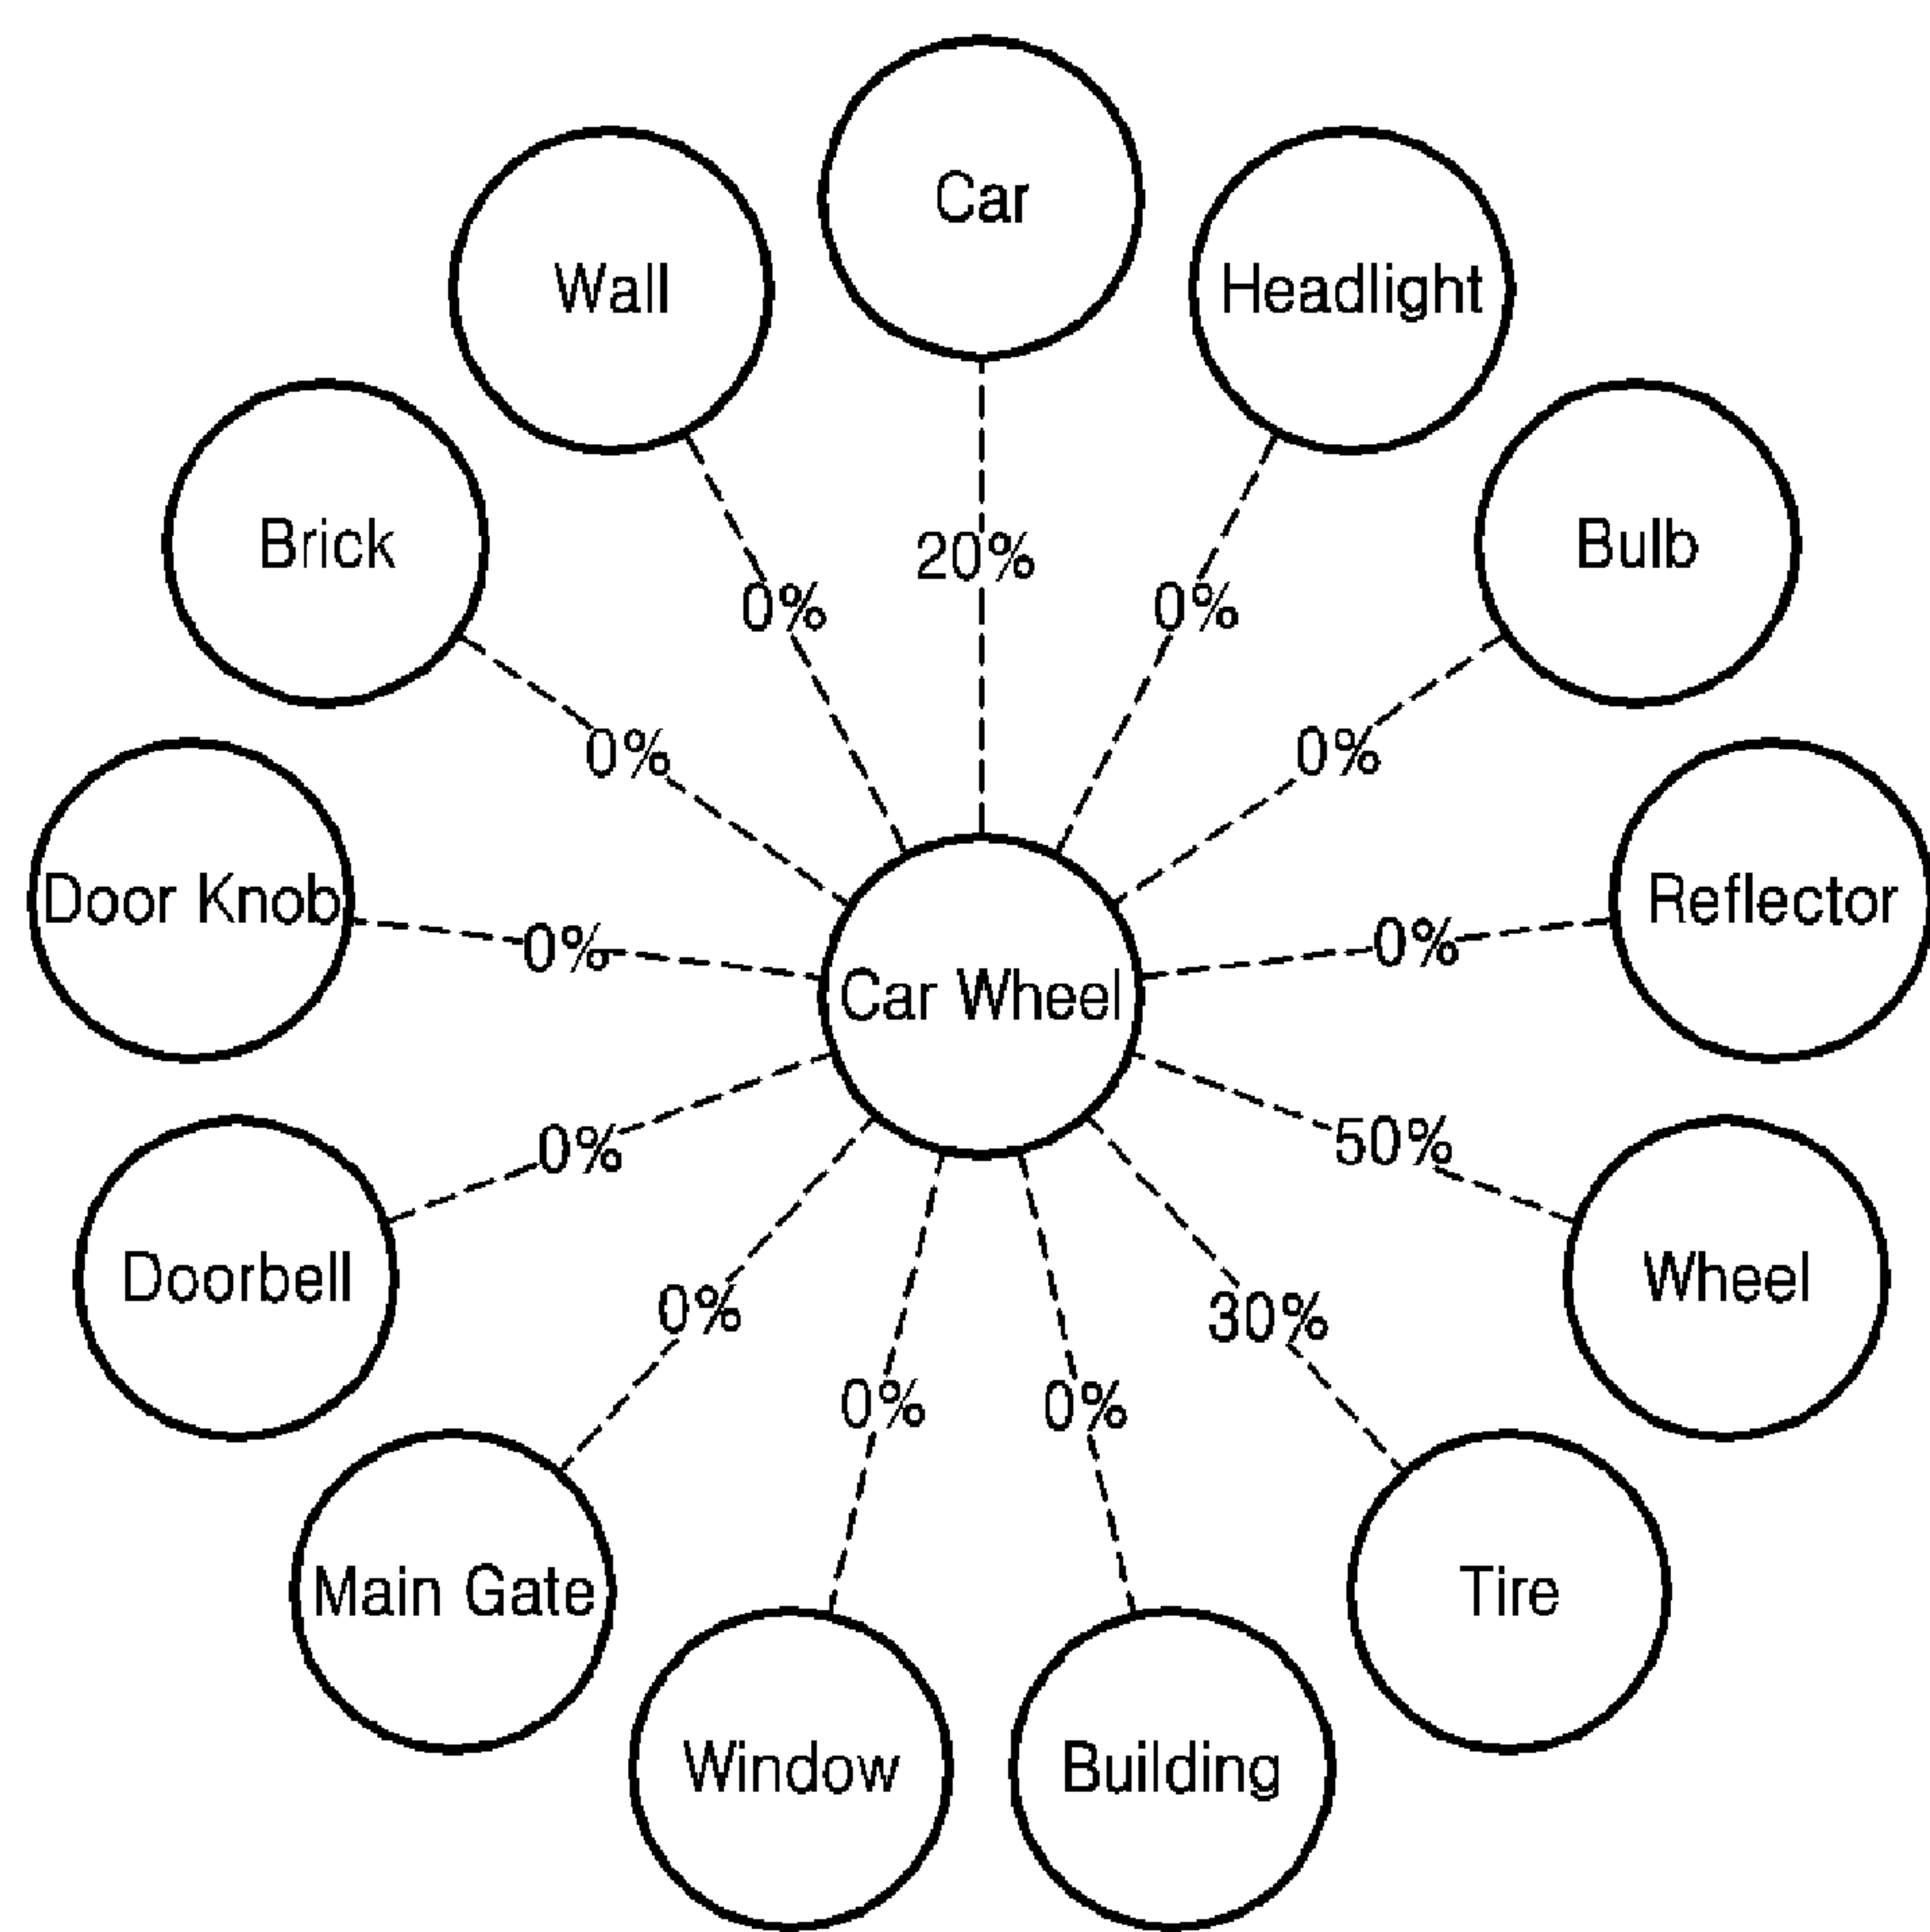 Car
Wall
Headlight
Brick
Bulb
20%
0%
0%
0%
0%
Door Knob
Reflector
0%
0%
Car Wheel
0%
50%
Doorbell
Wheel
0%
30%
0%
0%
Main Gate
Tire
Window
Building